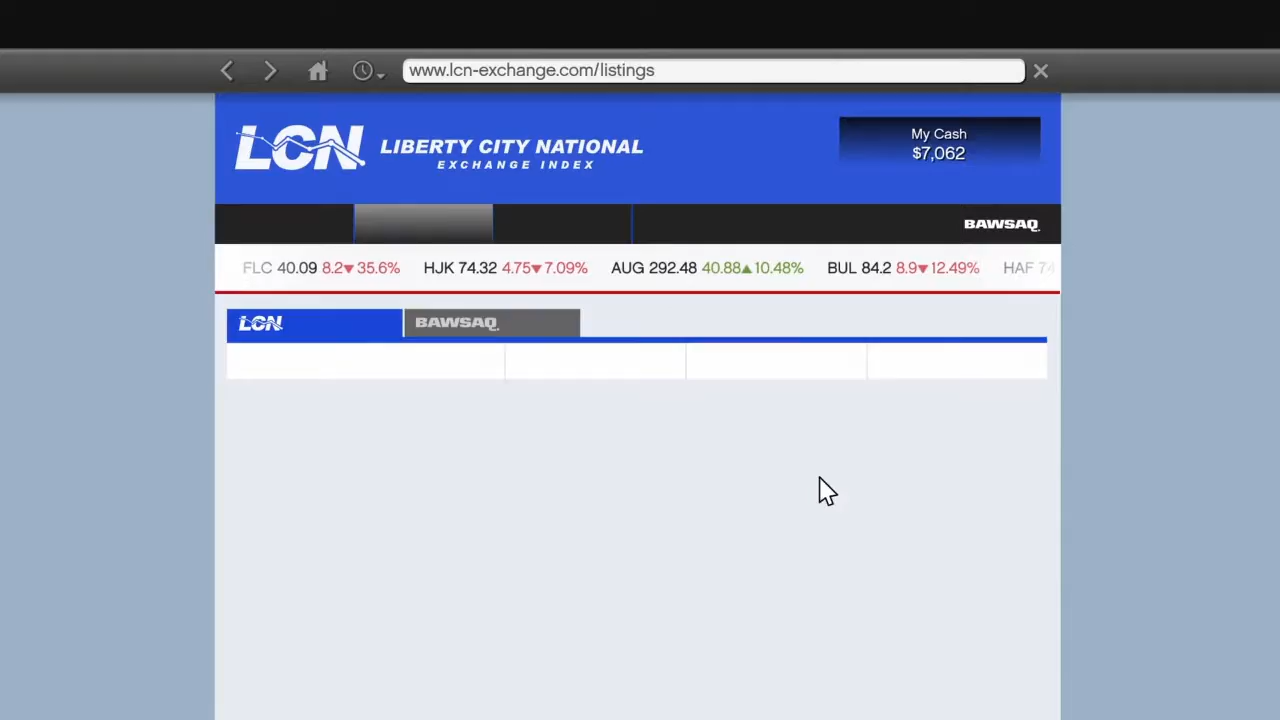 www.lcn-exchange.com/listings
LCN LIBERTY CITY NATIONAL
EXCHANGE INDEX
My Cash
$7,062
BAWSAQ
FLC 40.09 8.2▼35.6% HJK 74.32 4.75▼7.09% AUG 292.48 40.88▲10.48% BUL 84.2 8.9▼12.49% HAF 74
LCN BAWSAQ